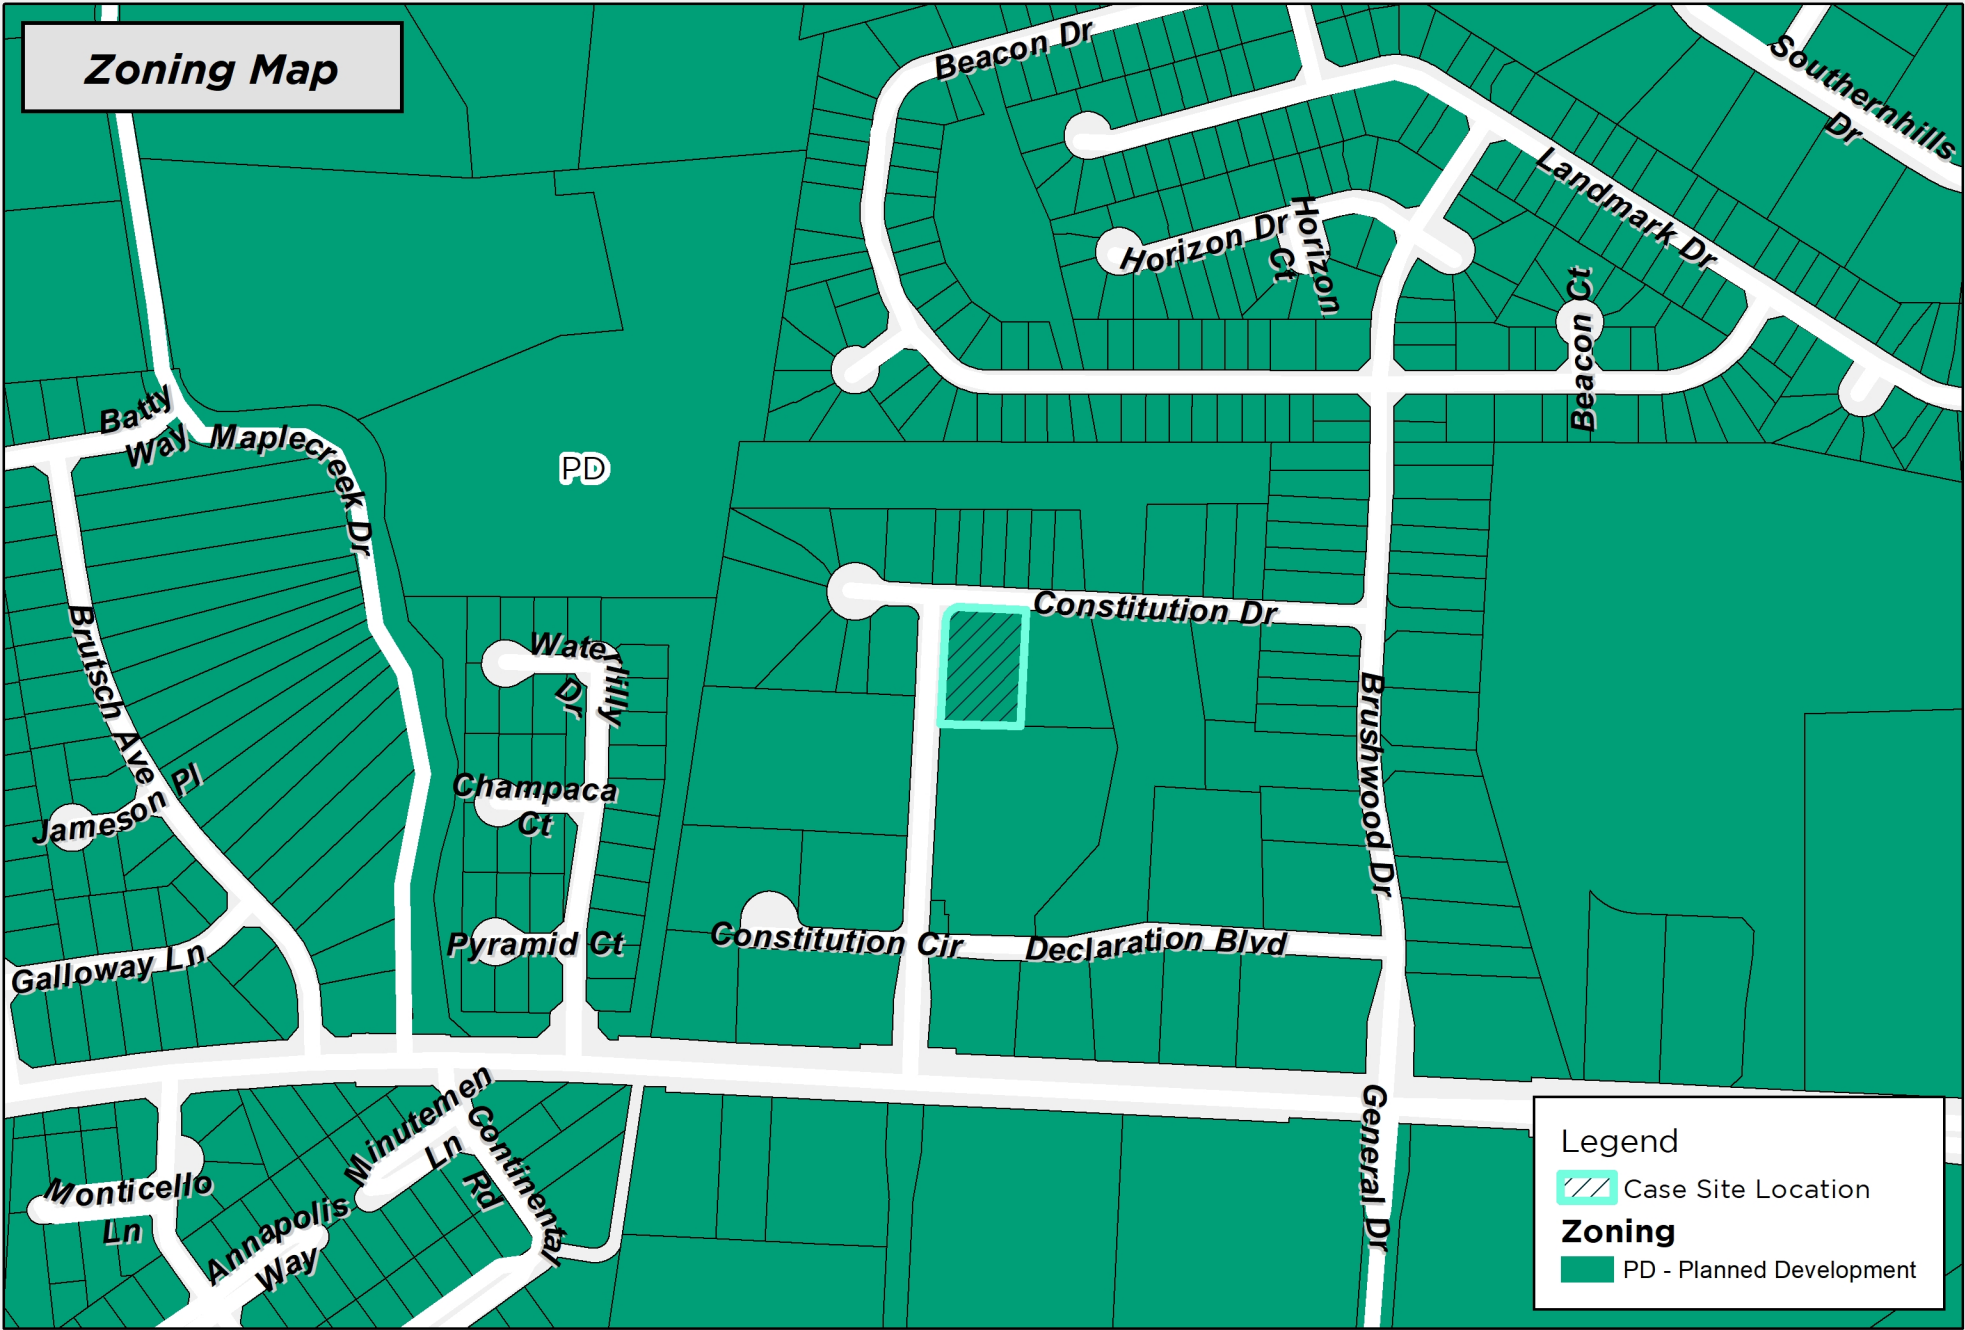 Zoning Map
Beacon Dr
Southernhills
Dr
Landmark Dr
Horizon Dr
Horizon
Ct
Beacon Ct
Batty
Way
Maplecreek Dr
PD
Constitution Dr
Brutsch Ave
Waterlilly
Dr
Brushwood Dr
Jameson Pl
Champaca
Ct
Galloway Ln
Pyramid Ct
Constitution Cir
Declaration Blvd
Minutemen
Ln
Continental
Rd
General Dr
Monticello
Ln
Annapolis
Way
Legend
Case Site Location
Zoning
PD - Planned Development